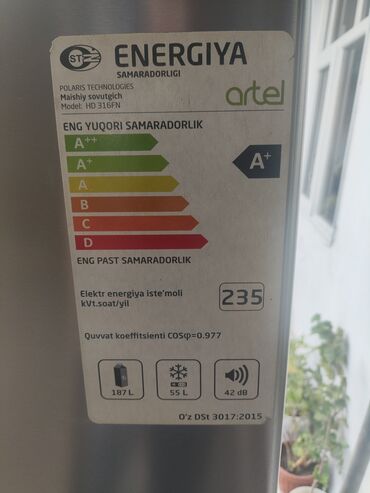 ST
ENERGIYA
SAMARADORLIGI
POLARIS TECHNOLOGIES
Maishiy sovutgich
Model: HD 316FN
artel
ENG YUQORI SAMARADORLIK
A++
A+
A+
A
B
C
D
ENG PAST SAMARADORLIK
Elektr energiya iste'moli
kVt.soat/yil
235
Quvvat koeffitsienti COSφ=0.977
187 L
55 L
42 dB
O'z DSt 3017:2015